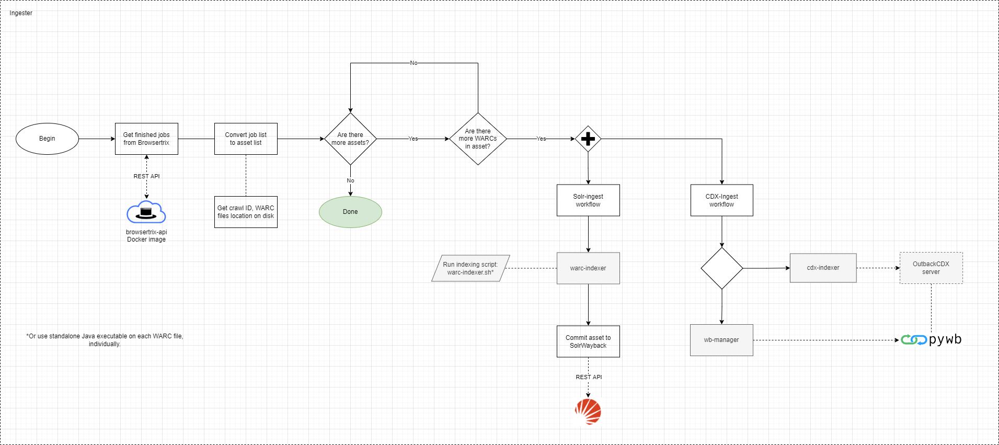 Ingester
No
Begin
Get finished jobs
from Browsertrix
Convert job list
to asset list
Are there
more assets?
Yes
Are there
more WARCs
in asset?
Yes
REST API
No
browsertrix-api
Docker image
Get crawl ID, WARC
files location on disk
Done
Solr-ingest
workflow
CDX-Ingest
workflow
Run indexing script:
warc-indexer.sh*
warc-indexer
cdx-indexer
OutbackCDX
server
*Or use standalone Java executable on each WARC file,
individually.
Commit asset to
SolrWayback
wb-manager
pywb
REST API